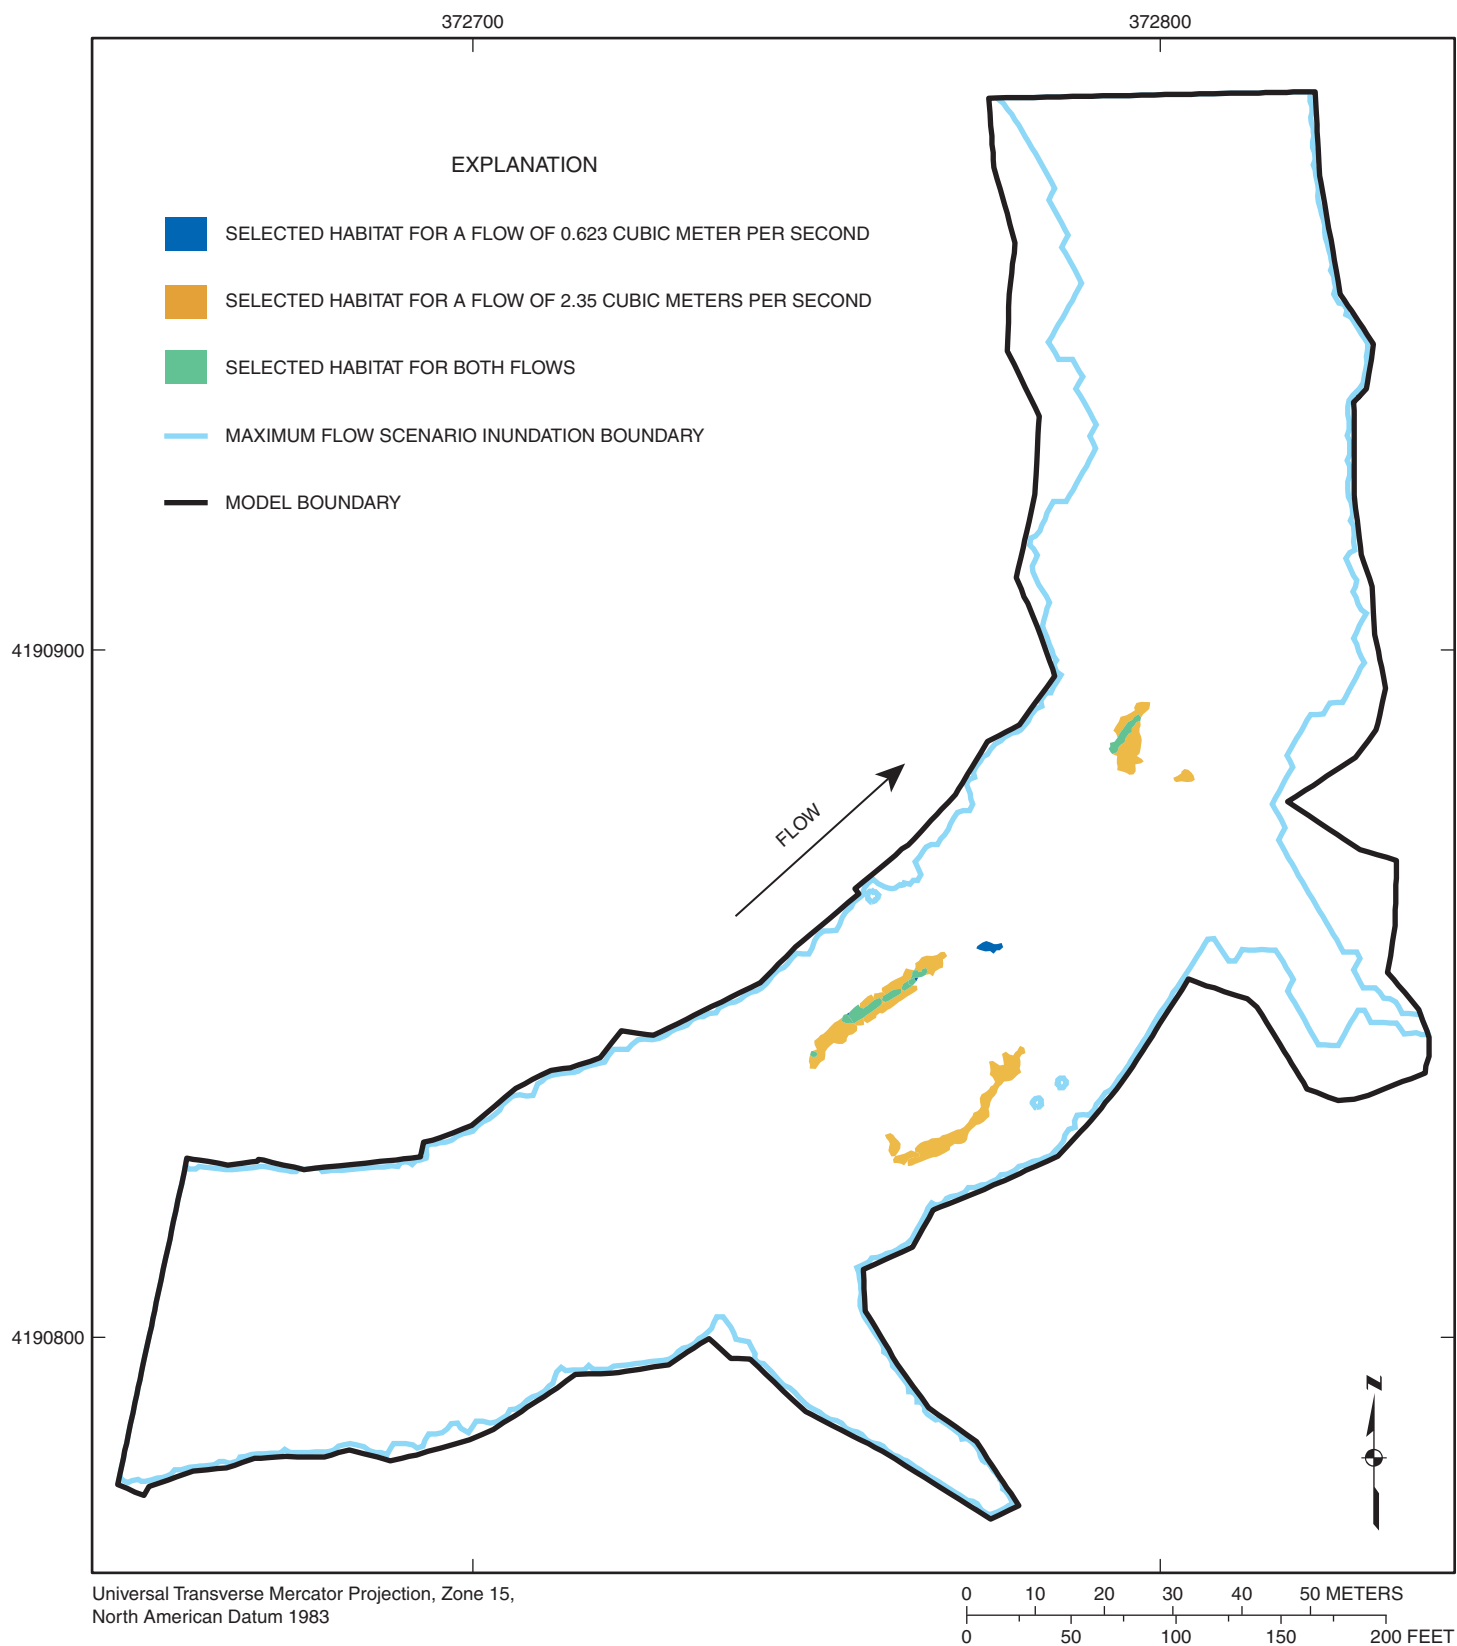 372700 372800
EXPLANATION
SELECTED HABITAT FOR A FLOW OF 0.623 CUBIC METER PER SECOND
SELECTED HABITAT FOR A FLOW OF 2.35 CUBIC METERS PER SECOND
SELECTED HABITAT FOR BOTH FLOWS
MAXIMUM FLOW SCENARIO INUNDATION BOUNDARY
MODEL BOUNDARY
4190900
FLOW
4190800
N
Universal Transverse Mercator Projection, Zone 15,
North American Datum 1983
0 10 20 30 40 50 METERS
0 50 100 150 200 FEET